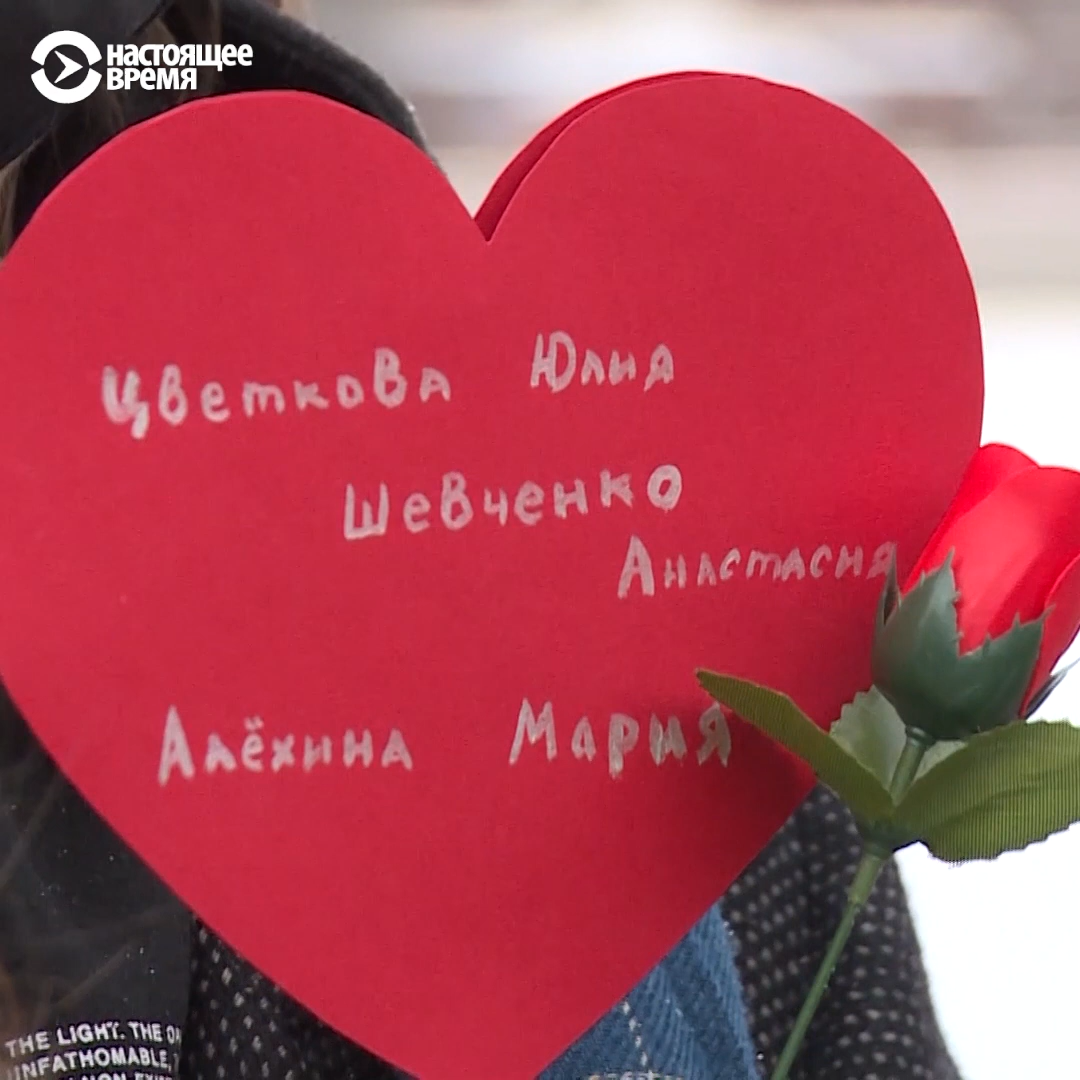 настоящее
время
Цветкова Юлия
Шевченко
Анастасия
Алёхина Мария
THE LIGHT. THE
UNFATHOMABLE,